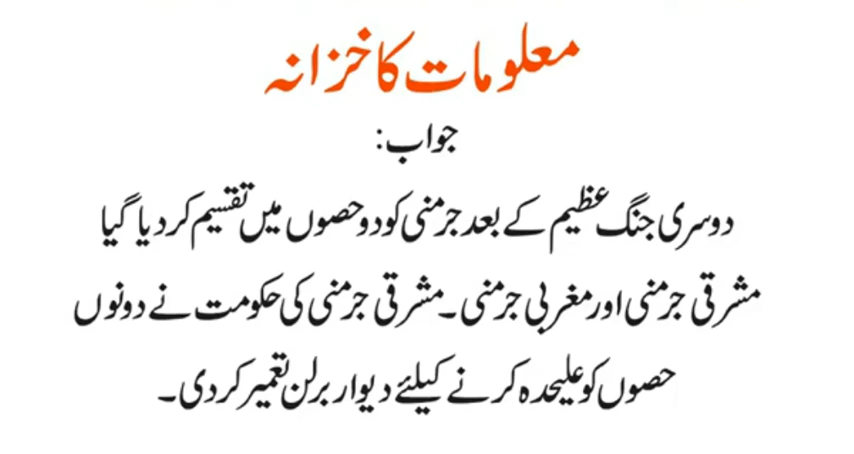 معلومات کا خزانہ
جواب:
دوسری جنگ عظیم کے بعد جرمنی کو دو حصوں میں تقسیم کر دیا گیا
مشرقی جرمنی اور مغربی جرمنی۔ مشرقی جرمنی کی حکومت نے دونوں
حصوں کو علیحدہ کرنے کیلئے دیوار برلن تعمیر کر دی۔